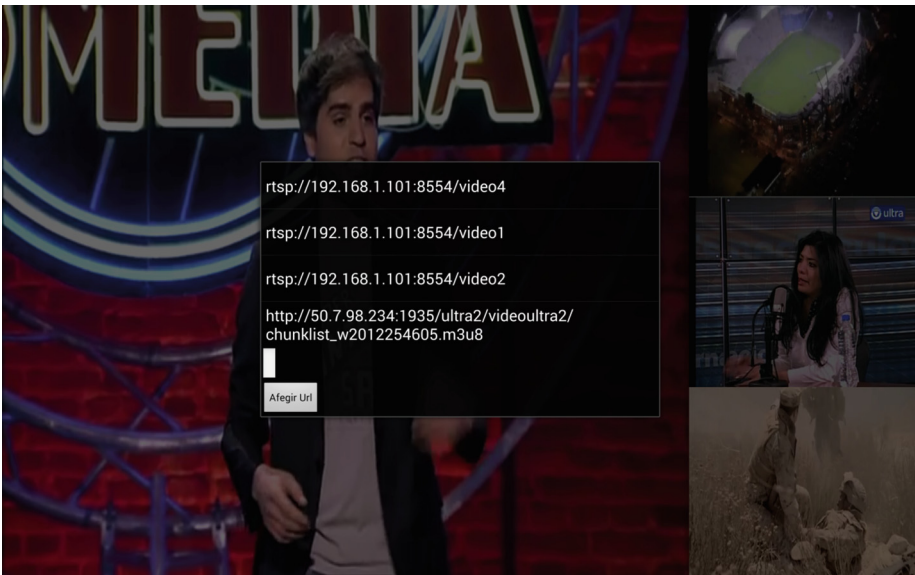 MEDIA
rtsp://192.168.1.101:8554/video4
rtsp://192.168.1.101:8554/video1
rtsp://192.168.1.101:8554/video2
http://50.7.98.234:1935/ultra2/videoultra2/
chunklist_w2012254605.m3u8
Afegir Url
ultra